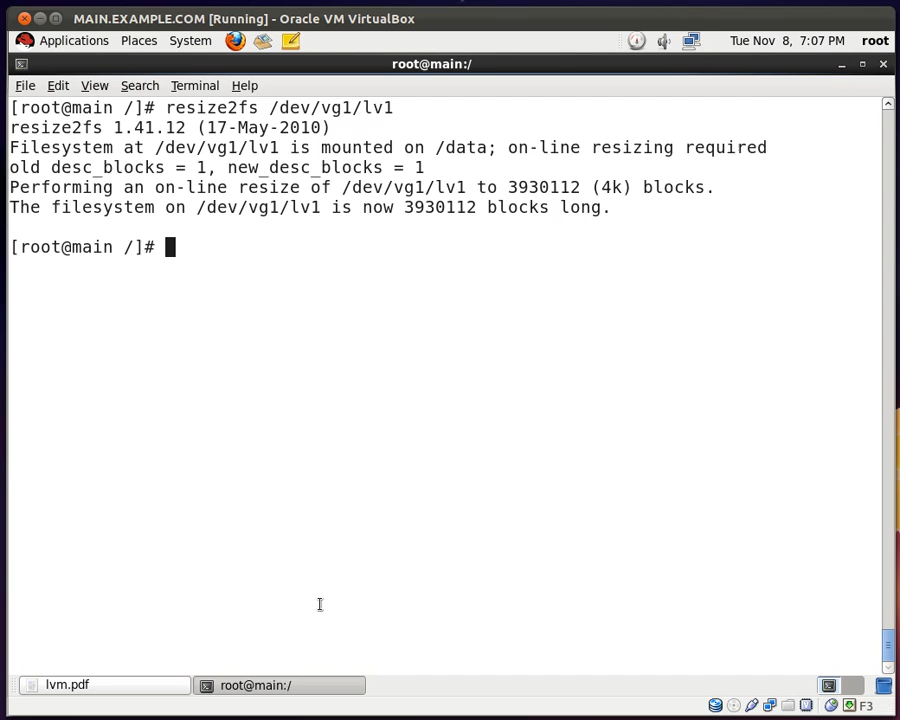 MAIN.EXAMPLE.COM [Running] - Oracle VM VirtualBox
Applications Places System Tue Nov 8, 7:07 PM root
root@main:/
File Edit View Search Terminal Help
[root@main /]# resize2fs /dev/vg1/lv1
resize2fs 1.41.12 (17-May-2010)
Filesystem at /dev/vg1/lv1 is mounted on /data; on-line resizing required
old desc_blocks = 1, new_desc_blocks = 1
Performing an on-line resize of /dev/vg1/lv1 to 3930112 (4k) blocks.
The filesystem on /dev/vg1/lv1 is now 3930112 blocks long.
[root@main /]#
lvm.pdf root@main:/
F3